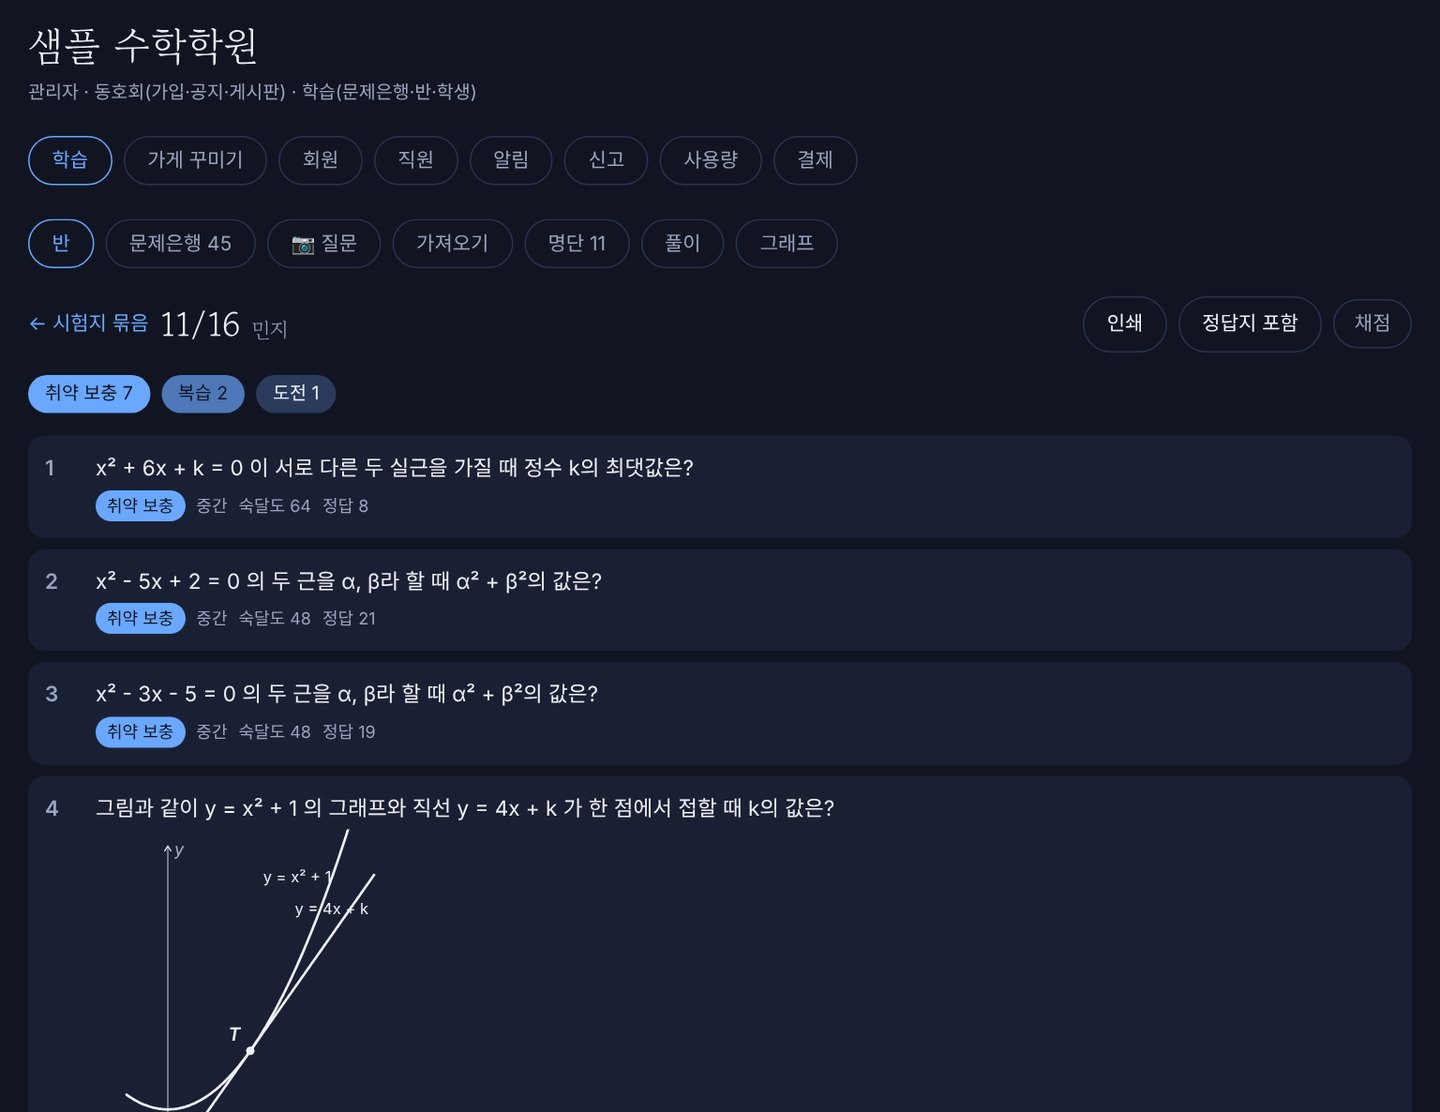 샘플 수학학원
관리자 · 동호회(가입·공지·게시판) · 학습(문제은행·반·학생)
학습 가게 꾸미기 회원 직원 알림 신고 사용량 결제
반 문제은행 45 📷 질문 가져오기 명단 11 풀이 그래프
← 시험지 묶음 11/16 민지 인쇄 정답지 포함 채점
취약 보충 7 복습 2 도전 1
1 x² + 6x + k = 0 이 서로 다른 두 실근을 가질 때 정수 k의 최댓값은?
취약 보충 중간 숙달도 64 정답 8
2 x² - 5x + 2 = 0 의 두 근을 α, β라 할 때 α² + β²의 값은?
취약 보충 중간 숙달도 48 정답 21
3 x² - 3x - 5 = 0 의 두 근을 α, β라 할 때 α² + β²의 값은?
취약 보충 중간 숙달도 48 정답 19
4 그림과 같이 y = x² + 1 의 그래프와 직선 y = 4x + k 가 한 점에서 접할 때 k의 값은?
y
y = x² + 1
y = 4x + k
T